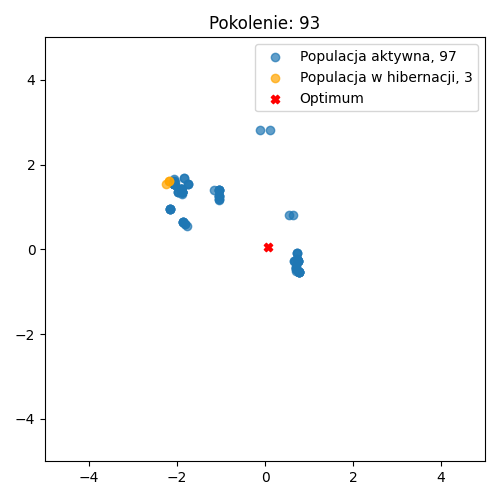 Pokolenie: 93
Populacja aktywna, 97
Populacja w hibernacji, 3
Optimum
4
2
0
−2
−4
−4
−2
0
2
4